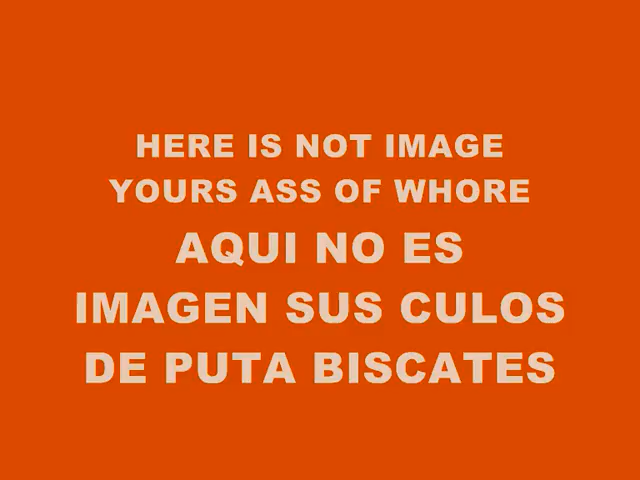 HERE IS NOT IMAGE
YOURS ASS OF WHORE
AQUI NO ES
IMAGEN SUS CULOS
DE PUTA BISCATES